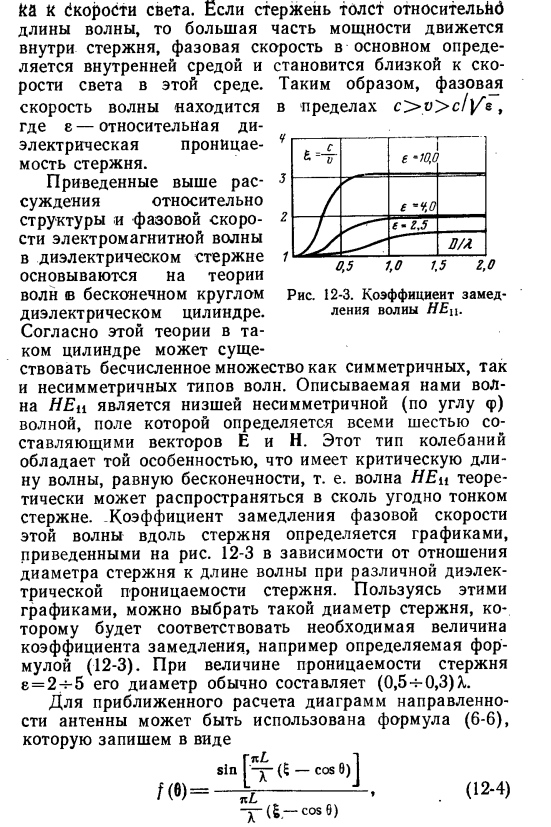 ка к скорости света. Если стержень толст относительно
длины волны, то большая часть мощности движется
внутри стержня, фазовая скорость в основном опреде-
ляется внутренней средой и становится близкой к ско-
рости света в этой среде. Таким образом, фазовая
скорость волны находится в пределах c>v>c/√ε,
где ε — относительная ди-
электрическая проницае-
мость стержня.
Приведенные выше рас-
суждения относительно
структуры и фазовой скоро-
сти электромагнитной волны
в диэлектрическом стержне
основываются на теории
волн в бесконечном круглом
диэлектрическом цилиндре.
Согласно этой теории в та-
ком цилиндре может суще-
4
3
2
1
ξ = c/v
ε = 10,0
ε = 4,0
ε = 2,5
D/λ
0,5 1,0 1,5 2,0
Рис. 12-3. Коэффициент замед-
ления волны HE₁₁.
ствовать бесчисленное множество как симметричных, так
и несимметричных типов волн. Описываемая нами вол-
на HE₁₁ является низшей несимметричной (по углу φ)
волной, поле которой определяется всеми шестью со-
ставляющими векторов E и H. Этот тип колебаний
обладает той особенностью, что имеет критическую дли-
ну волны, равную бесконечности, т. е. волна HE₁₁ теоре-
тически может распространяться в сколь угодно тонком
стержне. Коэффициент замедления фазовой скорости
этой волны вдоль стержня определяется графиками,
приведенными на рис. 12-3 в зависимости от отношения
диаметра стержня к длине волны при различной диэлек-
трической проницаемости стержня. Пользуясь этими
графиками, можно выбрать такой диаметр стержня, ко-
торому будет соответствовать необходимая величина
коэффициента замедления, например определяемая фор-
мулой (12-3). При величине проницаемости стержня
ε=2÷5 его диаметр обычно составляет (0,5÷0,3)λ.
Для приближенного расчета диаграмм направленно-
сти антенны может быть использована формула (6-6),
которую запишем в виде
f(θ) = sin [πL/λ (ξ — cos θ)] / πL/λ (ξ — cos θ), (12-4)